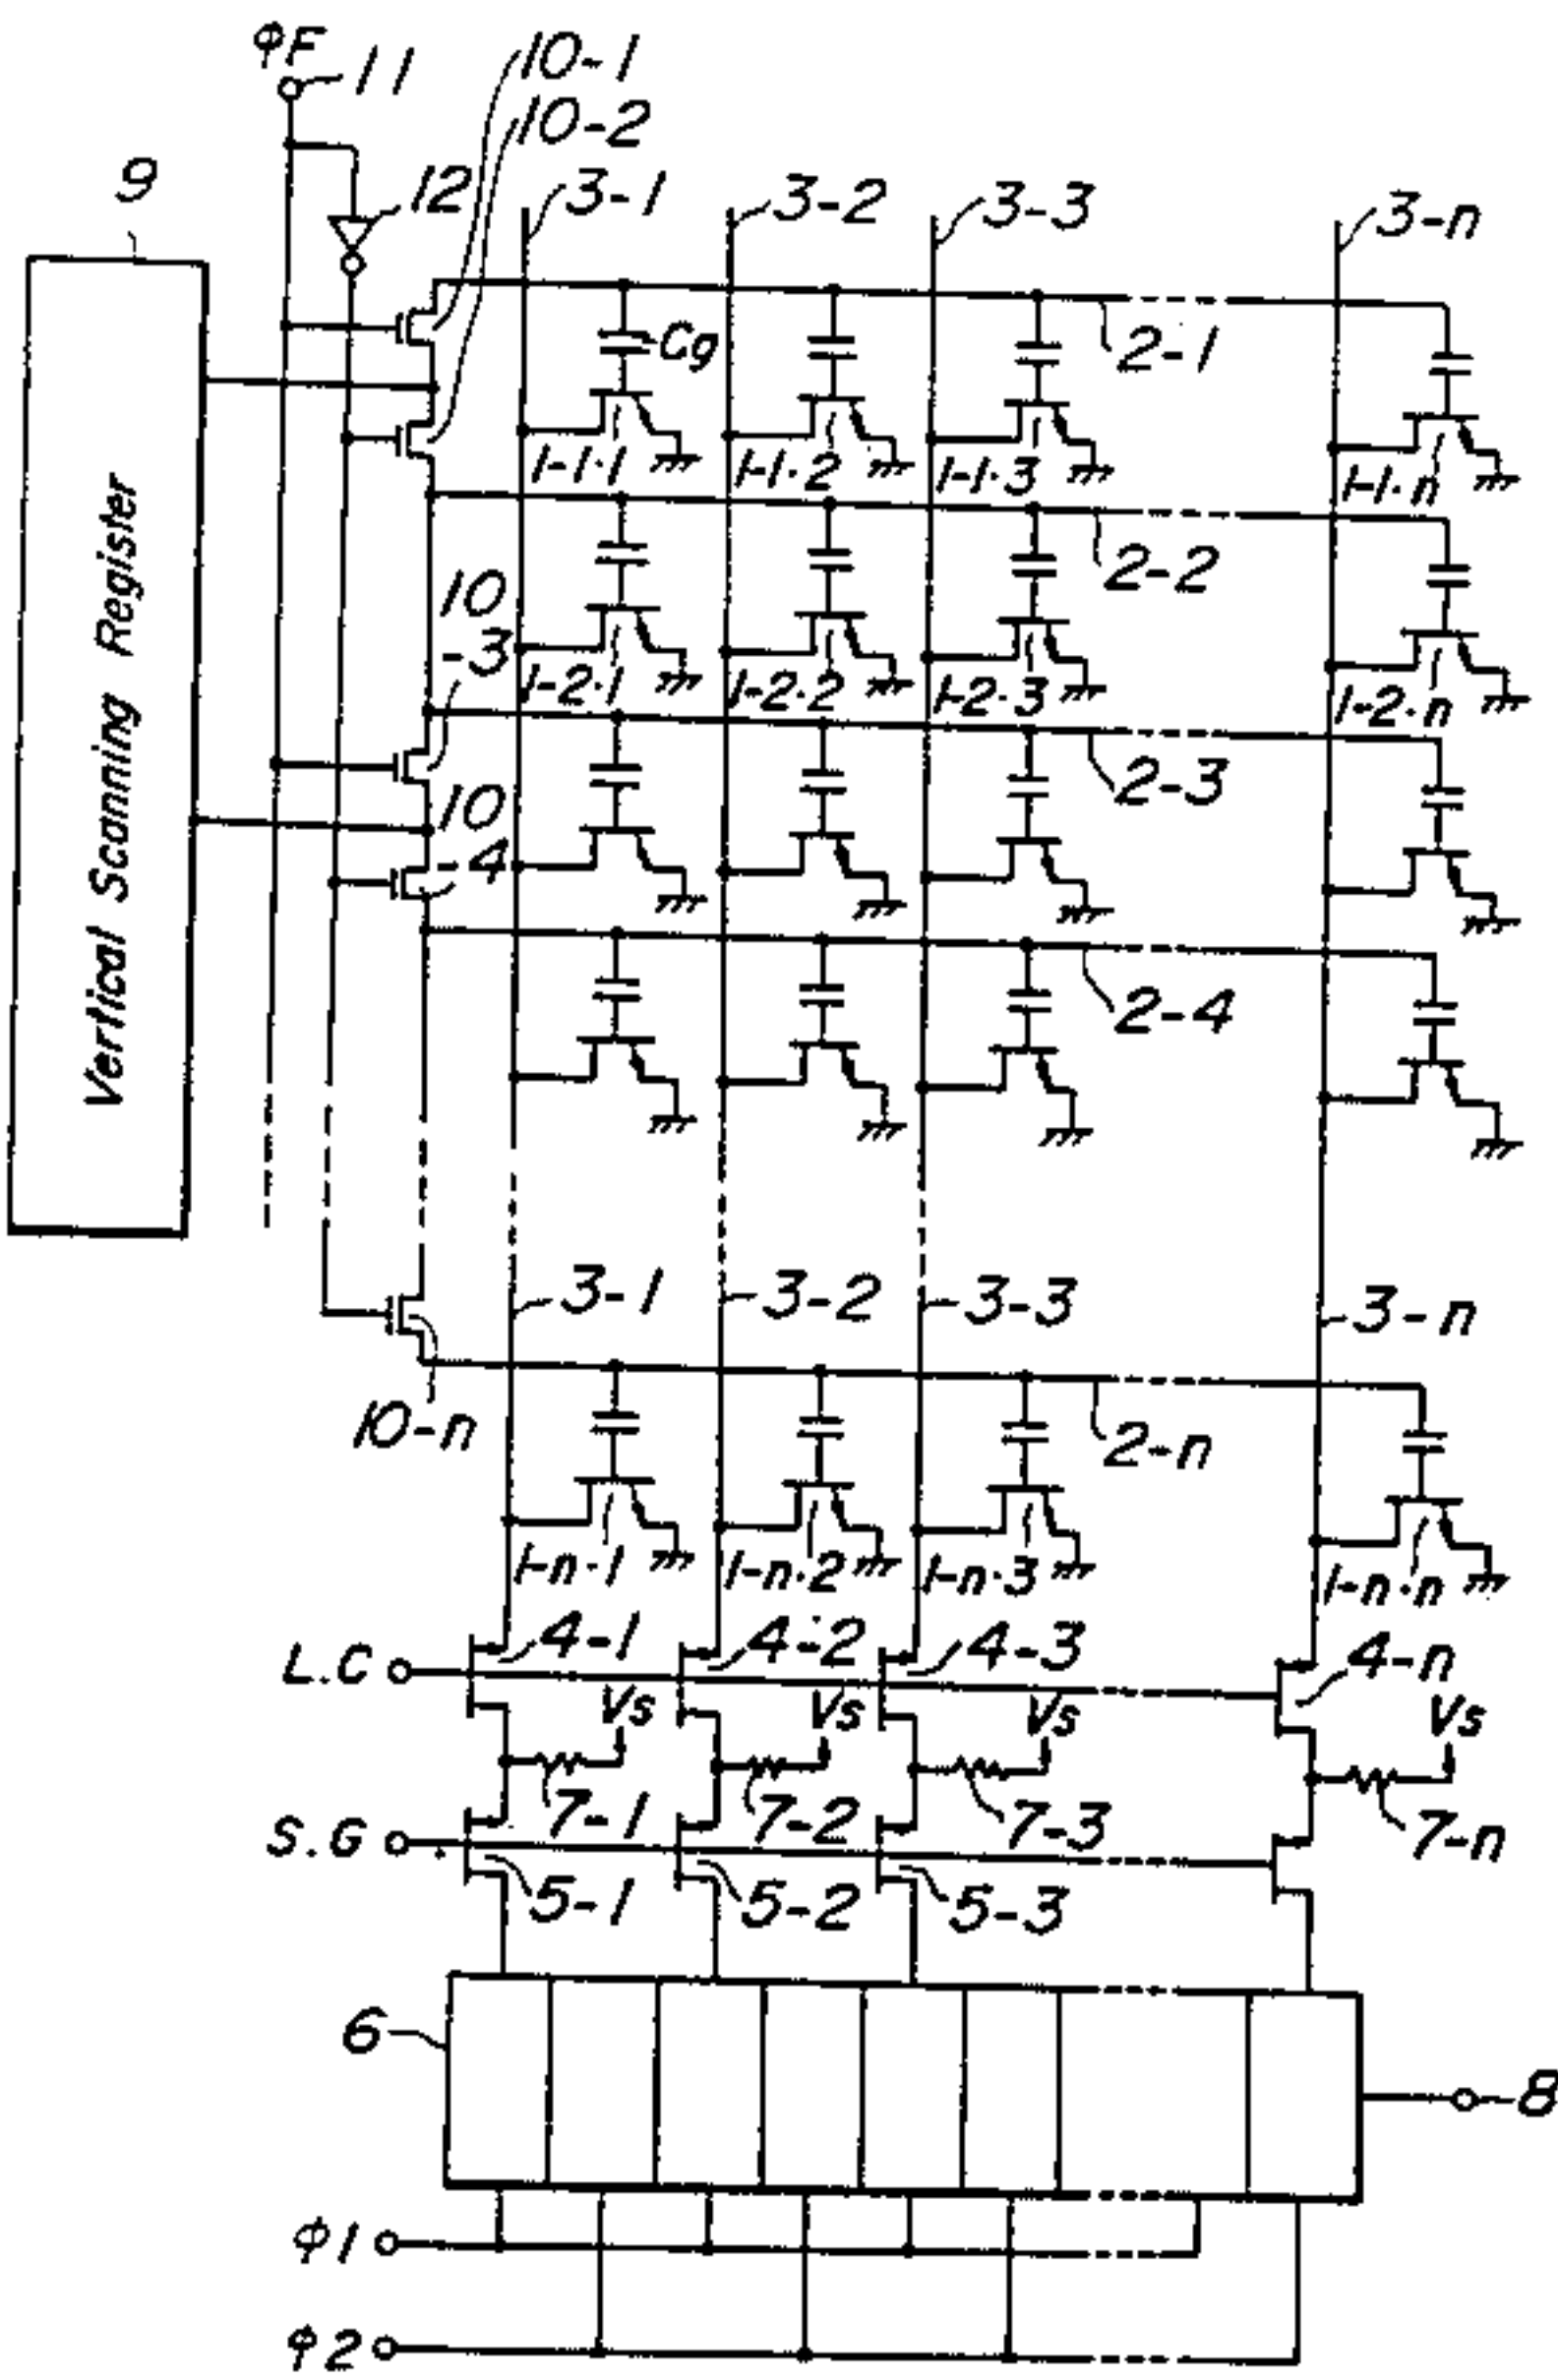 φF
11
10-1
10-2
9
12
3-1
3-2
3-3
3-n
Cg
2-1
1-1·1
1-1·2
1-1·3
1-1·n
Vertical Scanning Register
2-2
10
-3
1-2·1
1-2·2
1-2·3
1-2·n
2-3
10
-4
2-4
3-1
3-2
3-3
3-n
10-n
2-n
1-n·1
1-n·2
1-n·3
1-n·n
L.C
4-1
4-2
4-3
4-n
Vs
Vs
Vs
Vs
7-1
7-2
7-3
7-n
S.G
5-1
5-2
5-3
6
8
φ1
φ2